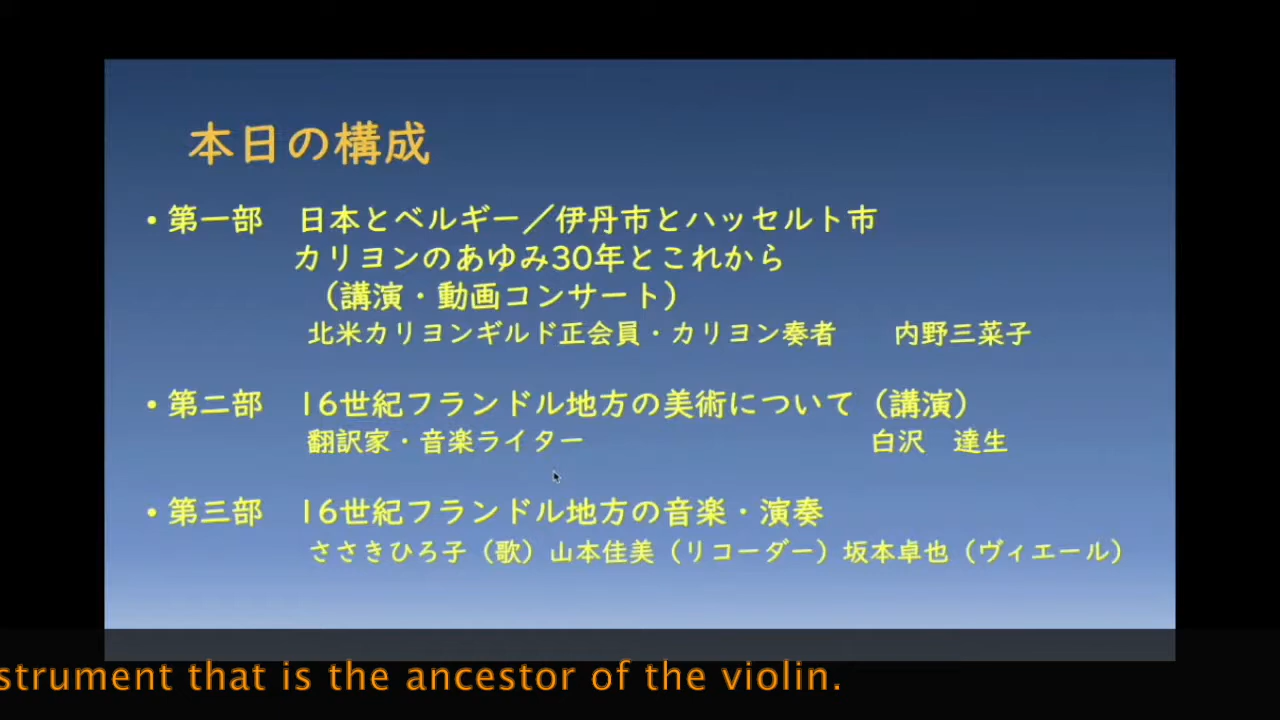 本日の構成
・第一部 日本とベルギー／伊丹市とハッセルト市
カリヨンのあゆみ30年とこれから
（講演・動画コンサート）
北米カリヨンギルド正会員・カリヨン奏者 内野三菜子
・第二部 16世紀フランドル地方の美術について（講演）
翻訳家・音楽ライター 白沢 達生
・第三部 16世紀フランドル地方の音楽・演奏
ささきひろ子（歌）山本佳美（リコーダー）坂本卓也（ヴィエール）
strument that is the ancestor of the violin.